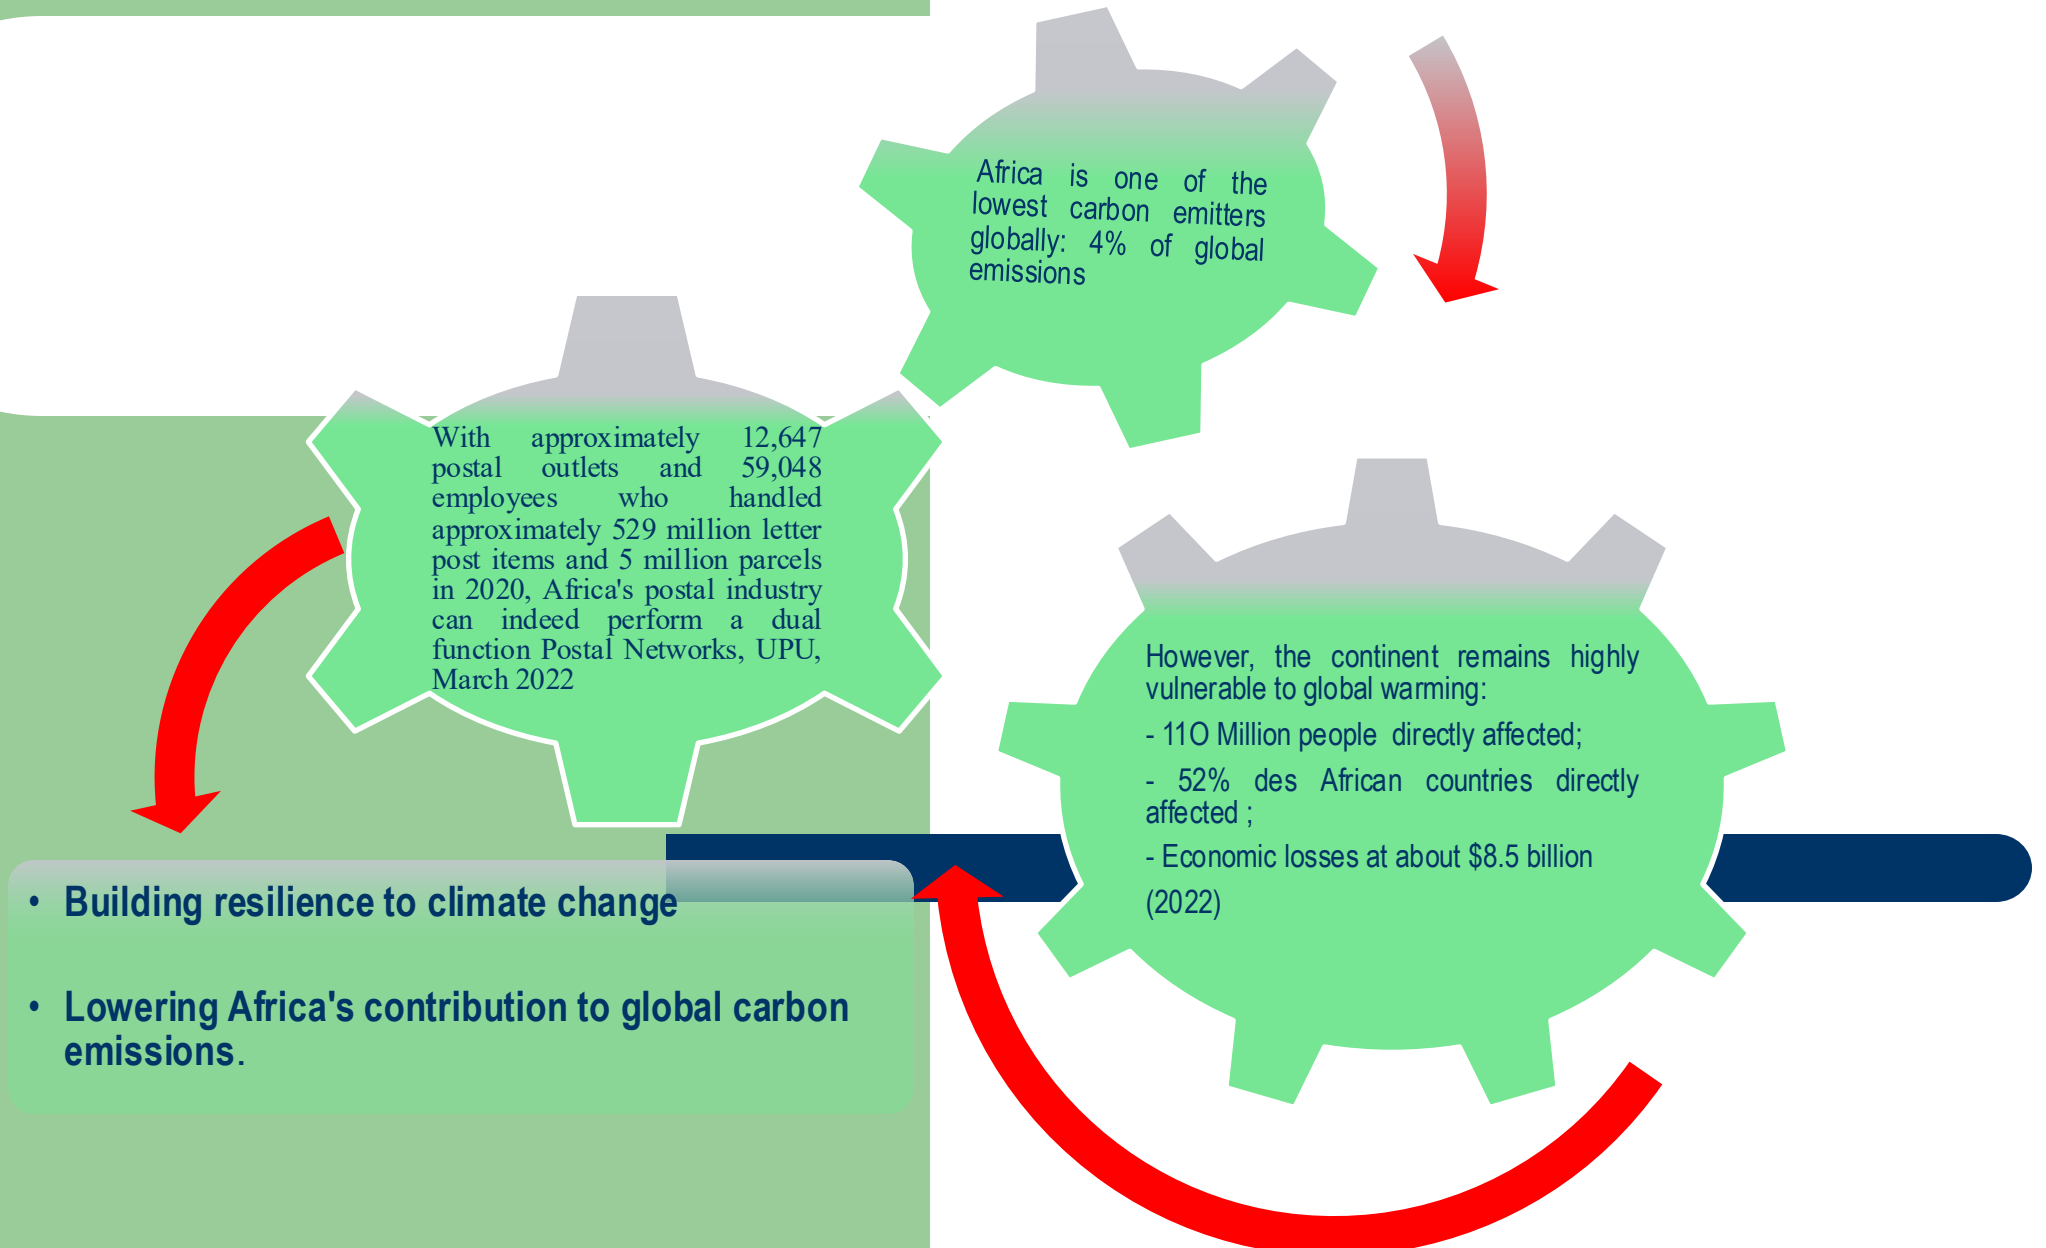 Africa is one of the
lowest carbon emitters
globally: 4% of global
emissions
With approximately 12,647
postal outlets and 59,048
employees who handled
approximately 529 million letter
post items and 5 million parcels
in 2020, Africa's postal industry
can indeed perform a dual
function Postal Networks, UPU,
March 2022
However, the continent remains highly
vulnerable to global warming:
- 11O Million people directly affected;
- 52% des African countries directly
affected ;
- Economic losses at about $8.5 billion
(2022)
• Building resilience to climate change
• Lowering Africa's contribution to global carbon
emissions.